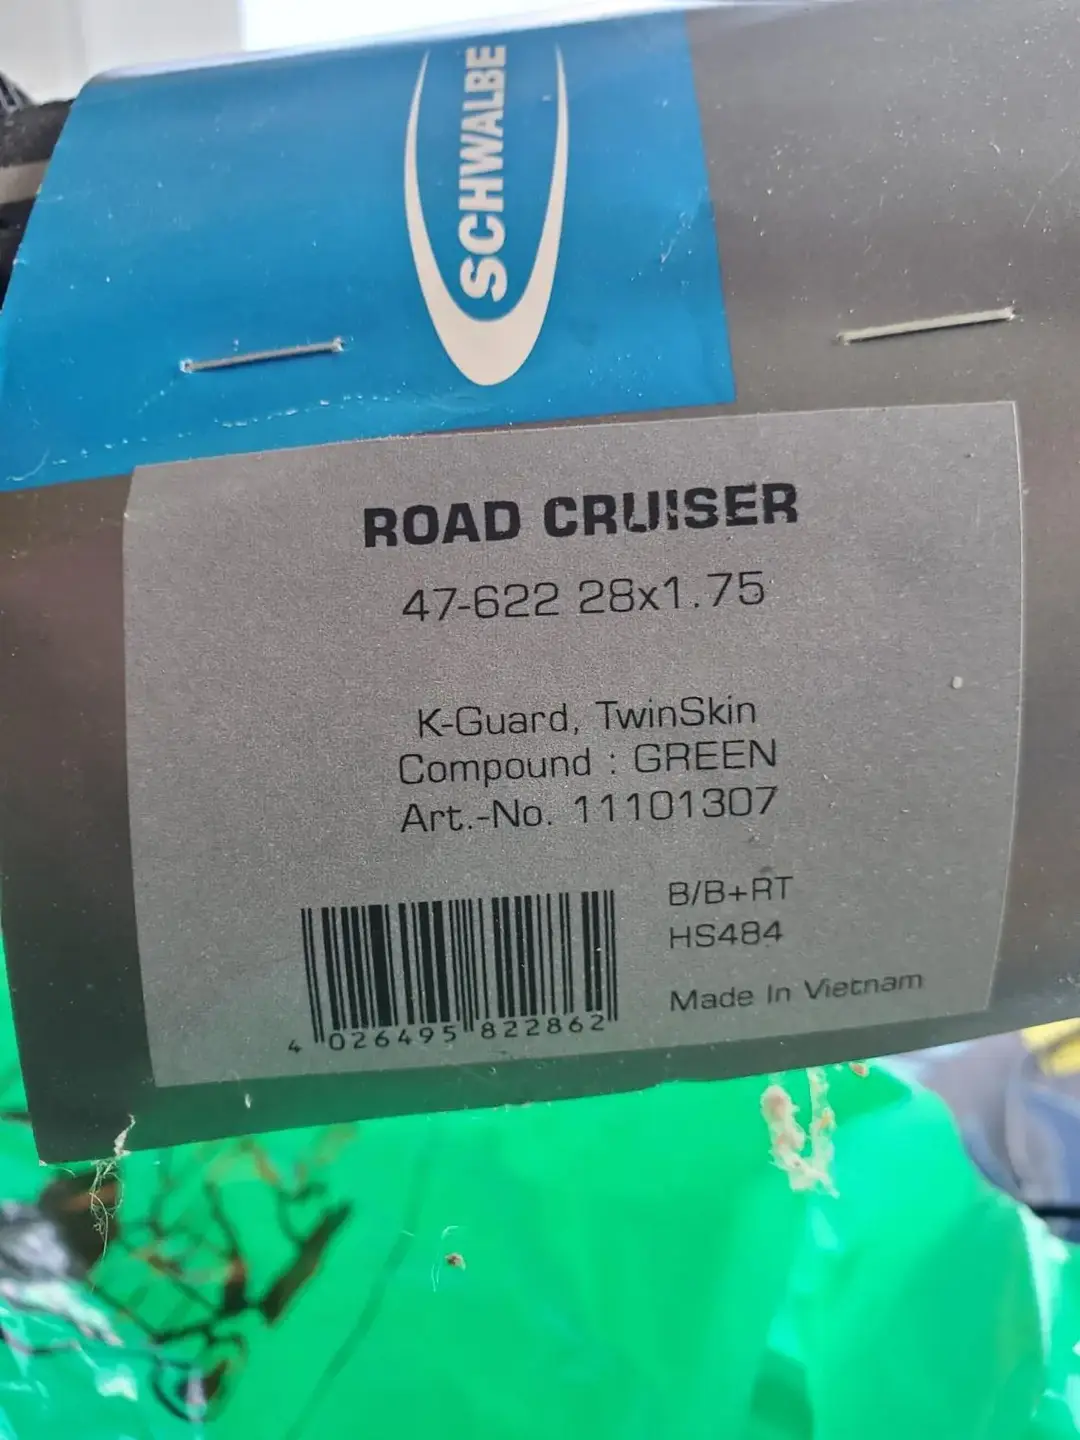 SCHWALBE
ROAD CRUISER
47-622 28x1.75
K-Guard, TwinSkin
Compound : GREEN
Art.-No. 11101307
B/B+RT
HS484
Made In Vietnam
4 026495 822862